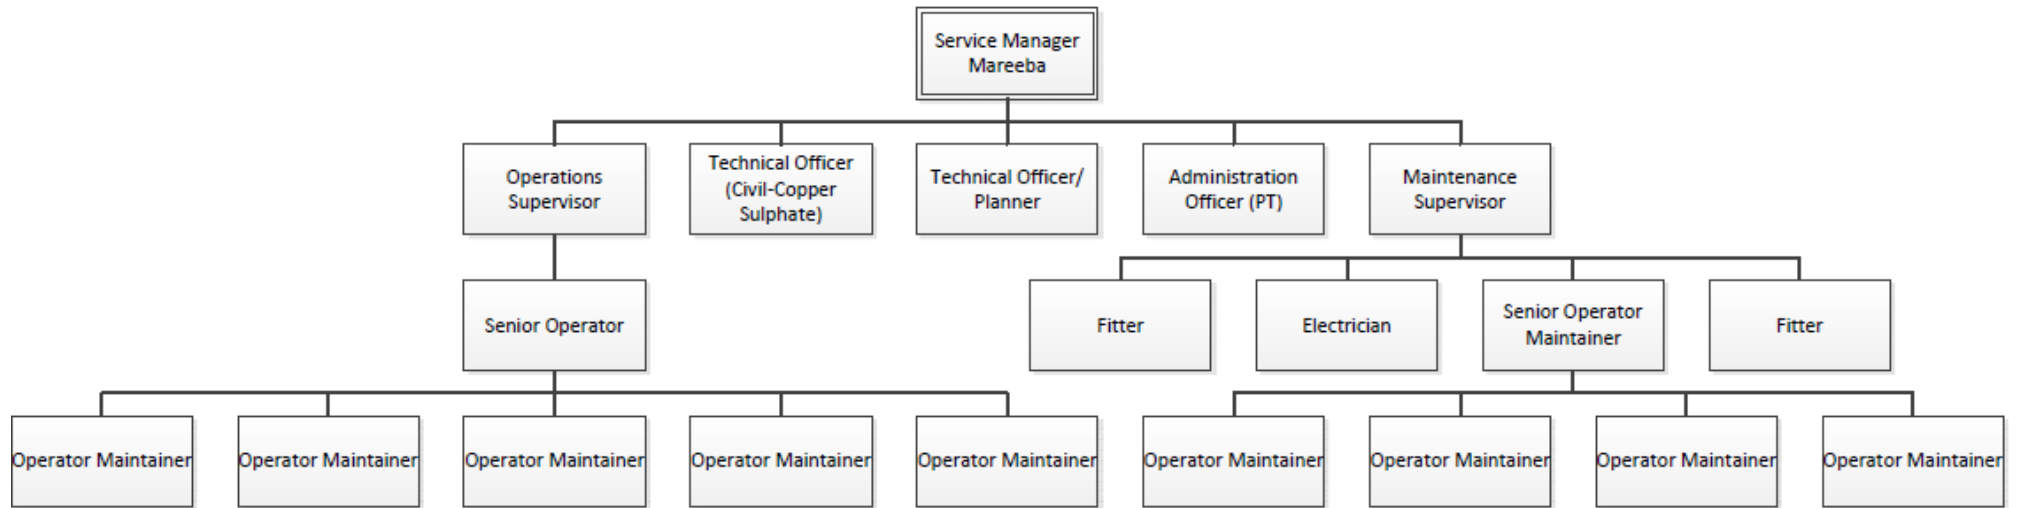 Service Manager
Mareeba
Operations
Supervisor
Technical Officer
(Civil-Copper
Sulphate)
Technical Officer/
Planner
Administration
Officer (PT)
Maintenance
Supervisor
Senior Operator
Fitter
Electrician
Senior Operator
Maintainer
Fitter
Operator Maintainer
Operator Maintainer
Operator Maintainer
Operator Maintainer
Operator Maintainer
Operator Maintainer
Operator Maintainer
Operator Maintainer
Operator Maintainer